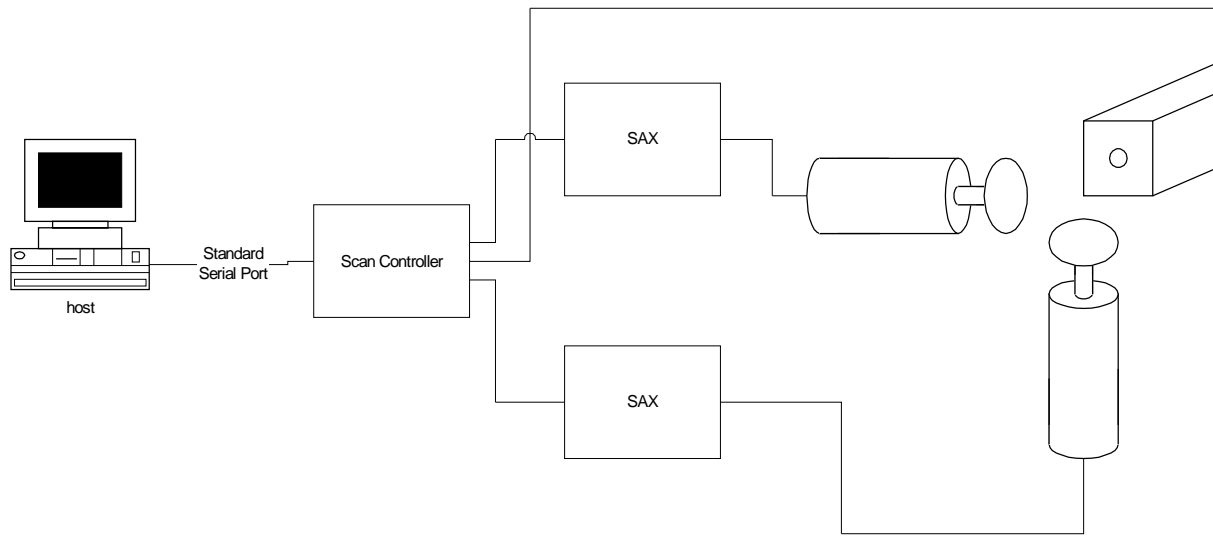 SAX
Standard
Serial Port
Scan Controller
host
SAX